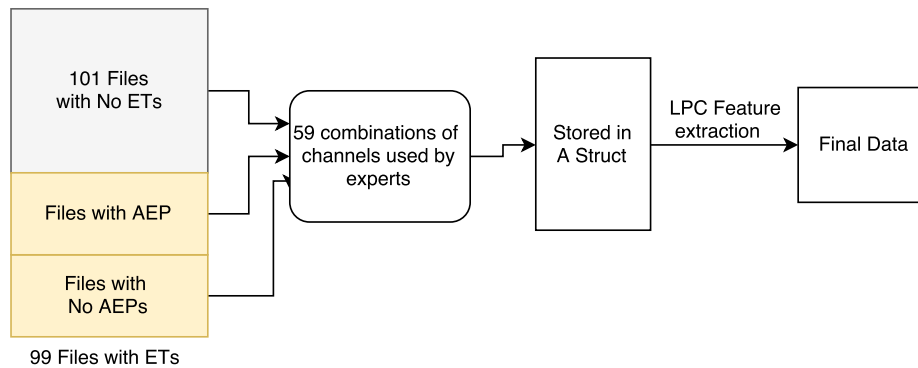 101 Files
with No ETs
Files with AEP
Files with
No AEPs
99 Files with ETs
59 combinations of
channels used by
experts
Stored in
A Struct
LPC Feature
extraction
Final Data